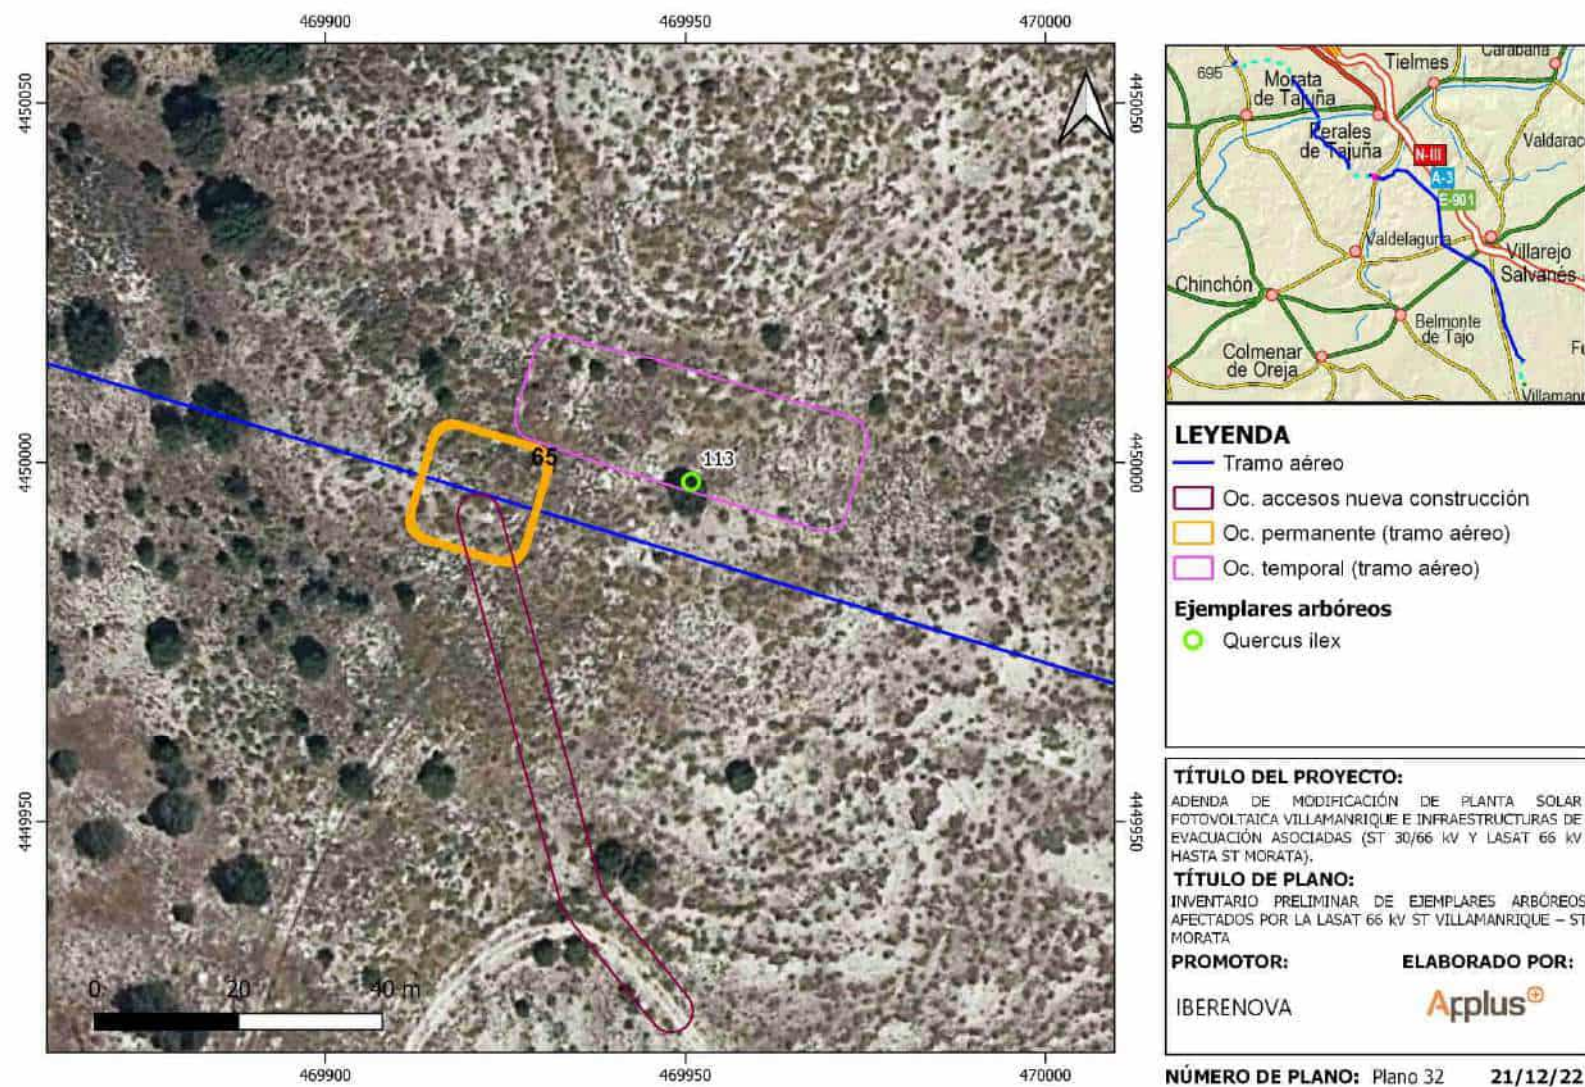 469900
469950
470000
4450050
4450050
4450000
4450000
4449950
4449950
65
113
0
20
40 m
469900
469950
470000
695
Morata
de Tajuña
Tielmes
Carabaña
Perales
de Tajuña
Valdarac
N-III
A-3
E-901
Valdelaguna
Villarejo
Salvanés
Chinchón
Belmonte
de Tajo
Colmenar
de Oreja
Villamanr
LEYENDA
Tramo aéreo
Oc. accesos nueva construcción
Oc. permanente (tramo aéreo)
Oc. temporal (tramo aéreo)
Ejemplares arbóreos
Quercus ilex
TÍTULO DEL PROYECTO:
ADENDA DE MODIFICACIÓN DE PLANTA SOLAR
FOTOVOLTAICA VILLAMANRIQUE E INFRAESTRUCTURAS DE
EVACUACIÓN ASOCIADAS (ST 30/66 kV Y LASAT 66 kV
HASTA ST MORATA).
TÍTULO DE PLANO:
INVENTARIO PRELIMINAR DE EJEMPLARES ARBÓREOS
AFECTADOS POR LA LASAT 66 kV ST VILLAMANRIQUE – ST
MORATA
PROMOTOR: ELABORADO POR:
IBERENOVA Applus+
NÚMERO DE PLANO: Plano 32 21/12/22